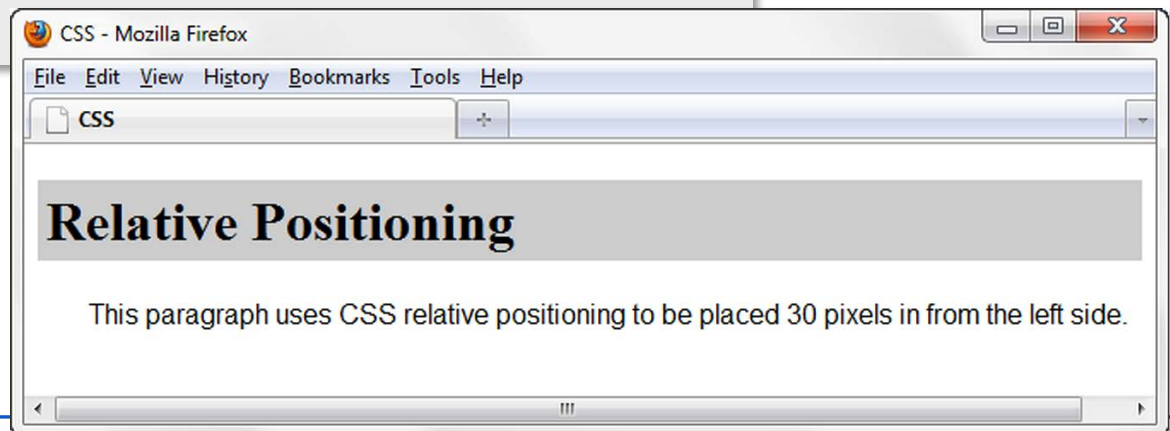 CSS - Mozilla Firefox
File Edit View History Bookmarks Tools Help
CSS
Relative Positioning
This paragraph uses CSS relative positioning to be placed 30 pixels in from the left side.